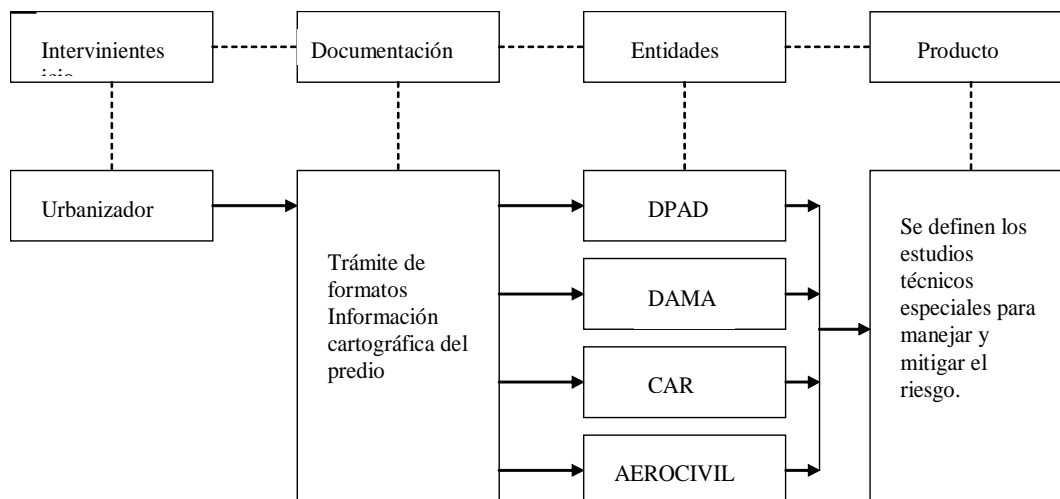 Intervinientes
Documentación
Entidades
Producto
Urbanizador
Trámite de
formatos
Información
cartográfica del
predio
DPAD
DAMA
CAR
AEROCIVIL
Se definen los
estudios
técnicos
especiales para
manejar y
mitigar el
riesgo.